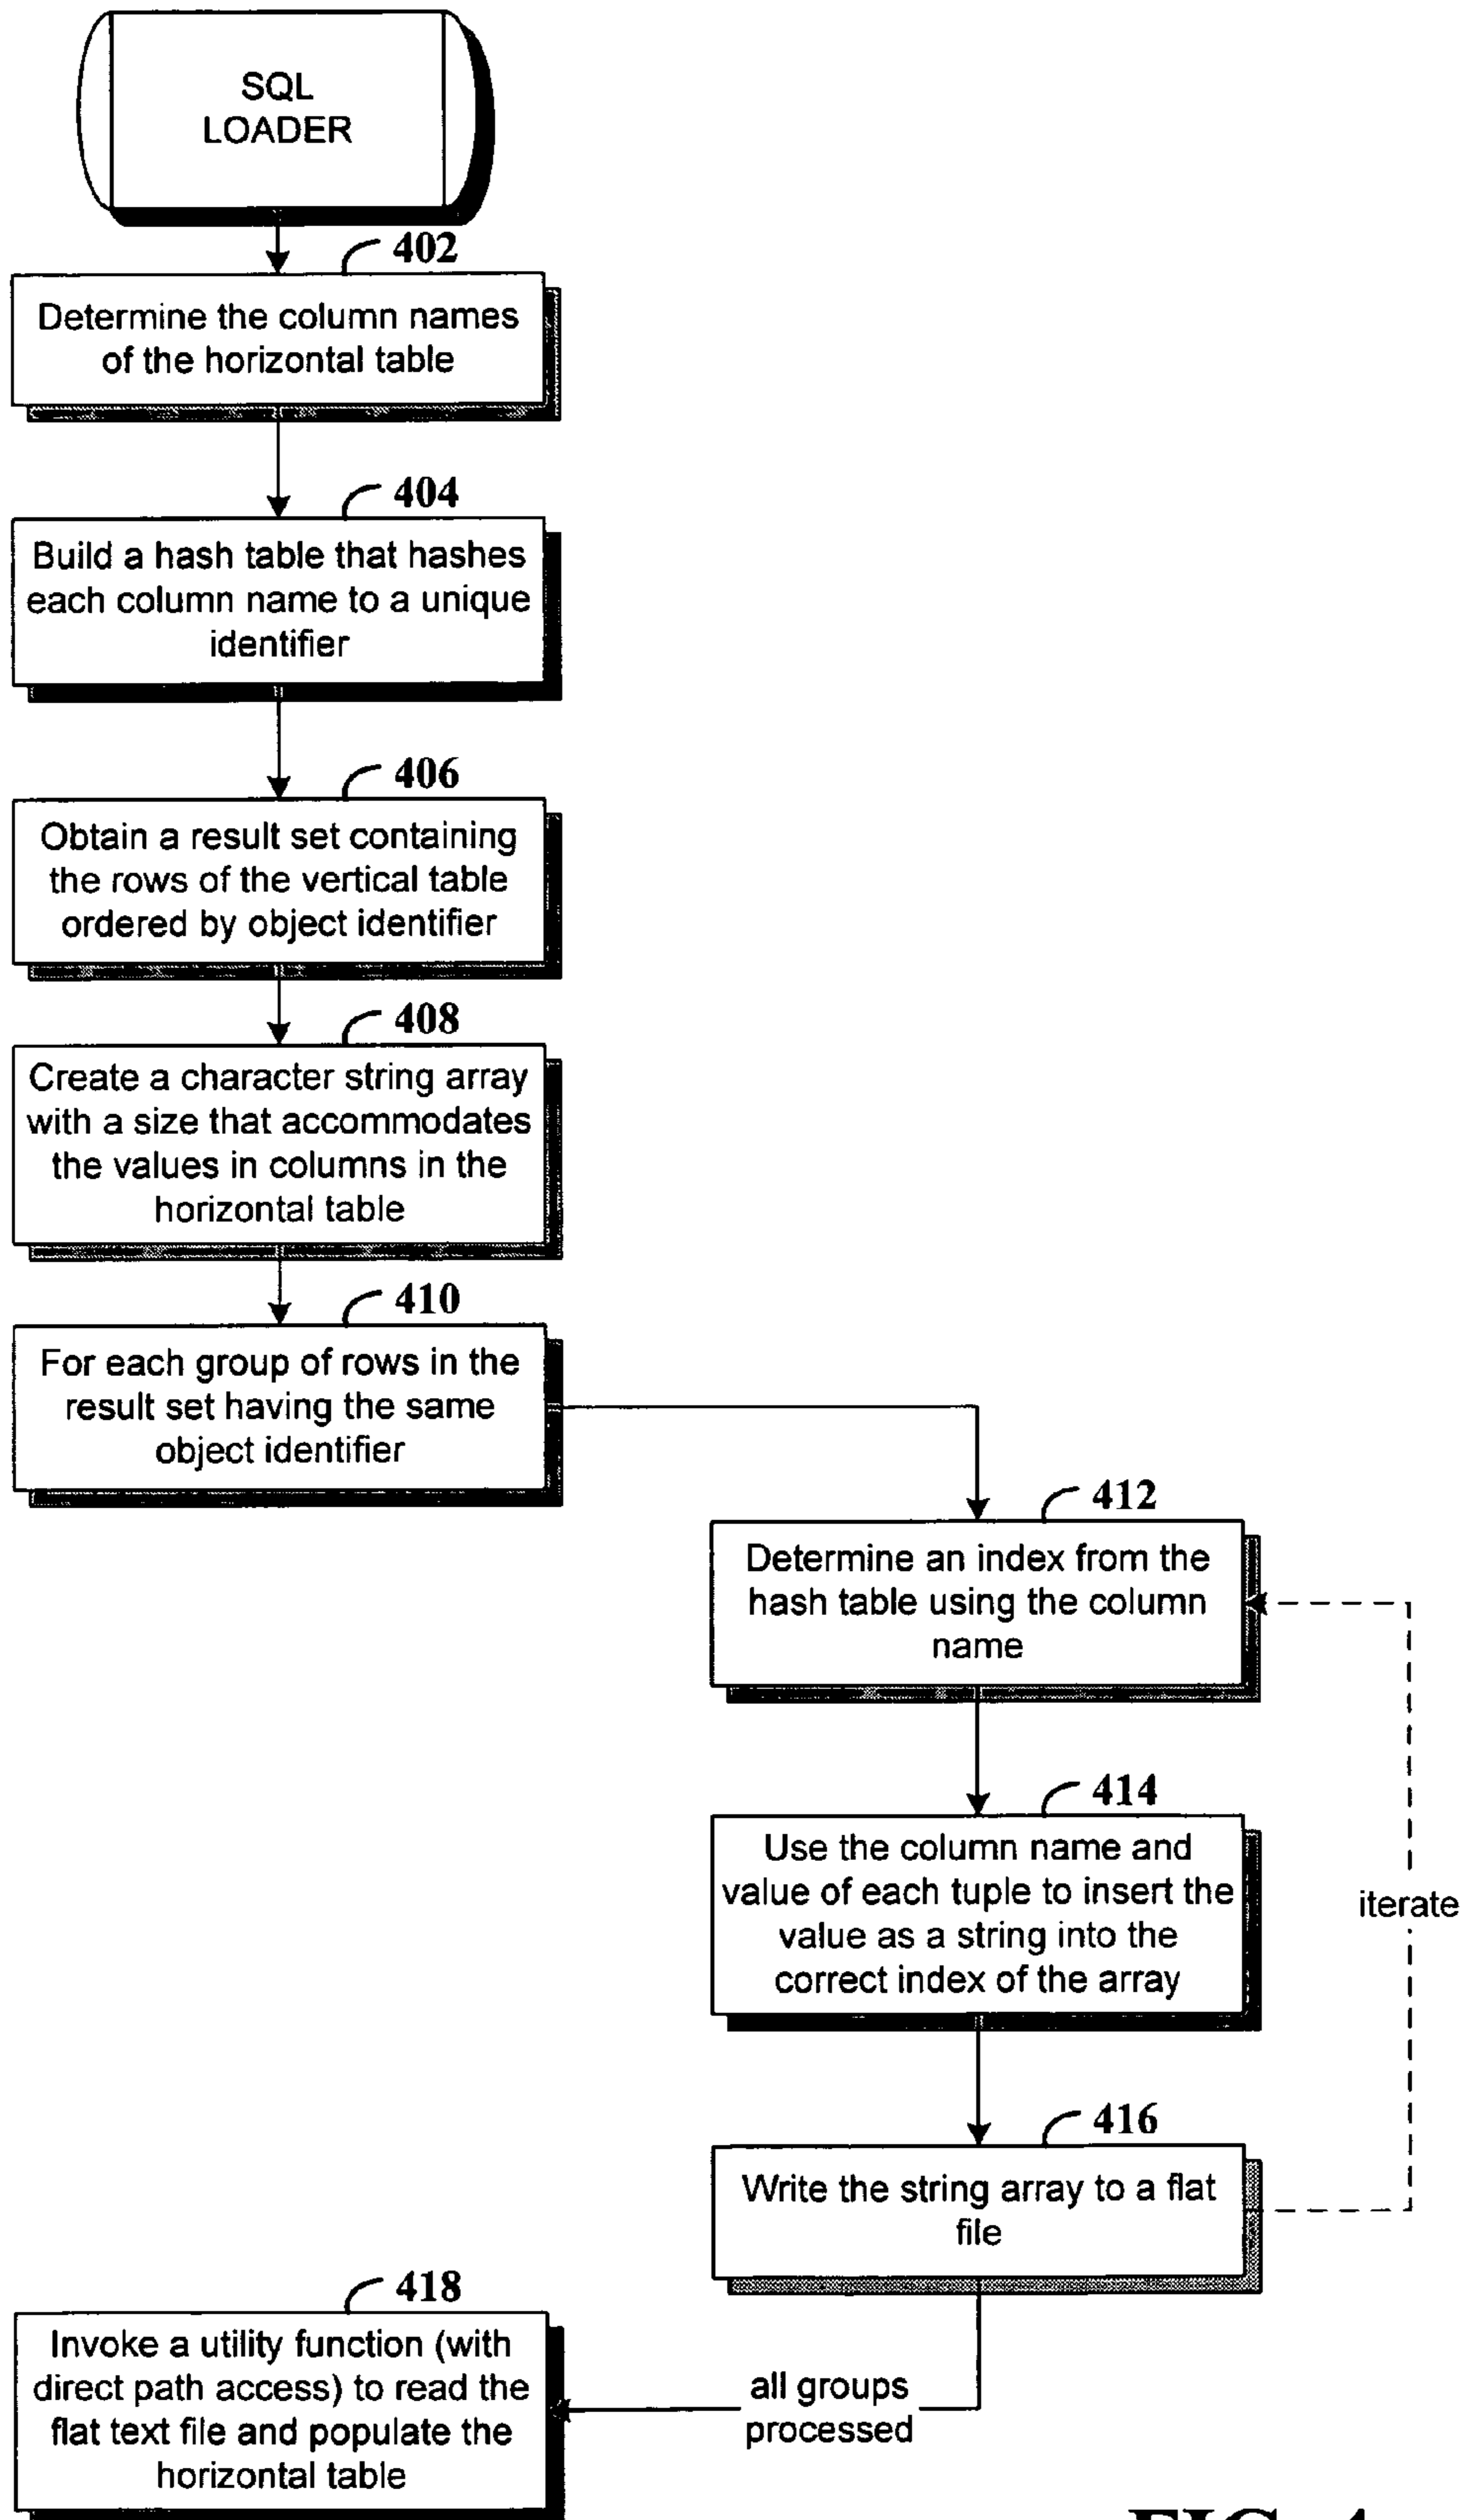 SQL
LOADER
402
Determine the column names
of the horizontal table
404
Build a hash table that hashes
each column name to a unique
identifier
406
Obtain a result set containing
the rows of the vertical table
ordered by object identifier
408
Create a character string array
with a size that accommodates
the values in columns in the
horizontal table
410
For each group of rows in the
result set having the same
object identifier
412
Determine an index from the
hash table using the column
name
414
Use the column name and
value of each tuple to insert the
value as a string into the
correct index of the array
iterate
416
Write the string array to a flat
file
all groups
processed
418
Invoke a utility function (with
direct path access) to read the
flat text file and populate the
horizontal table